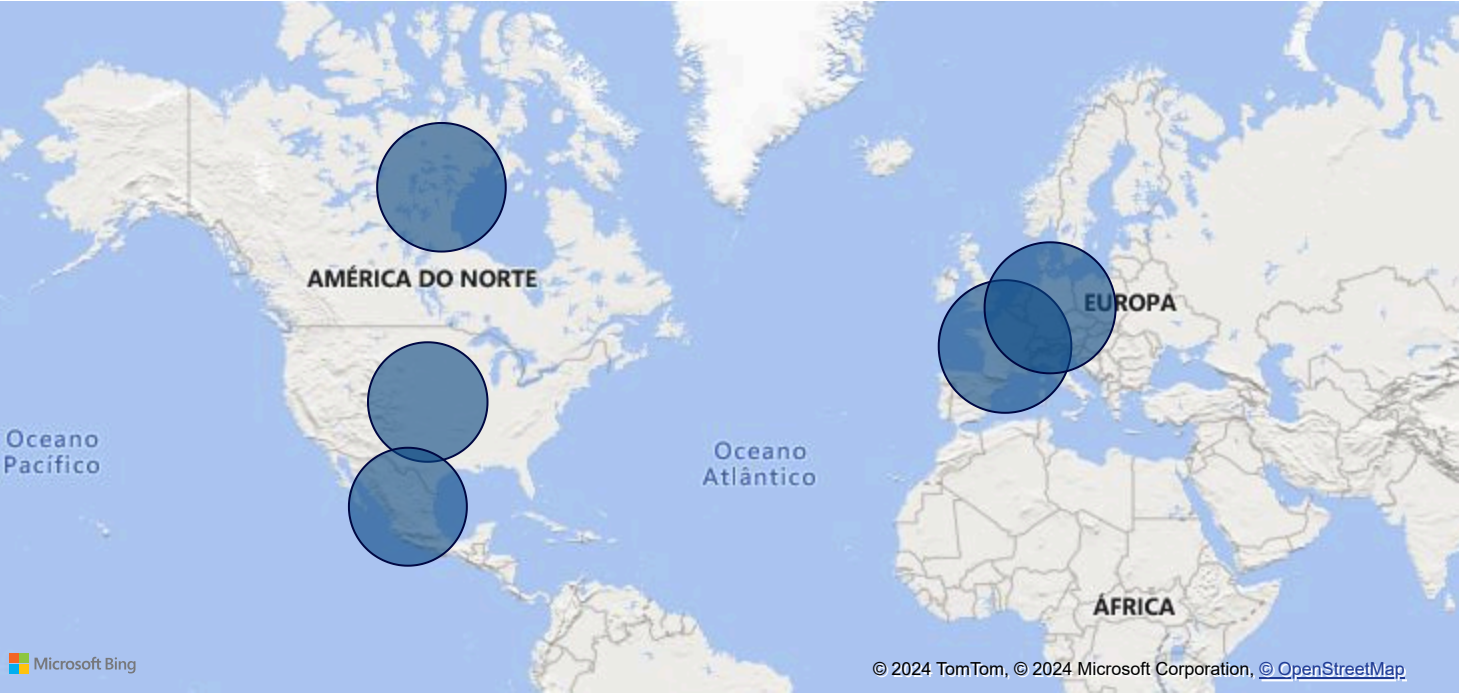 AMÉRICA DO NORTE
EUROPA
Oceano
Pacífico
Oceano
Atlântico
ÁFRICA
Microsoft Bing
© 2024 TomTom, © 2024 Microsoft Corporation, © OpenStreetMap